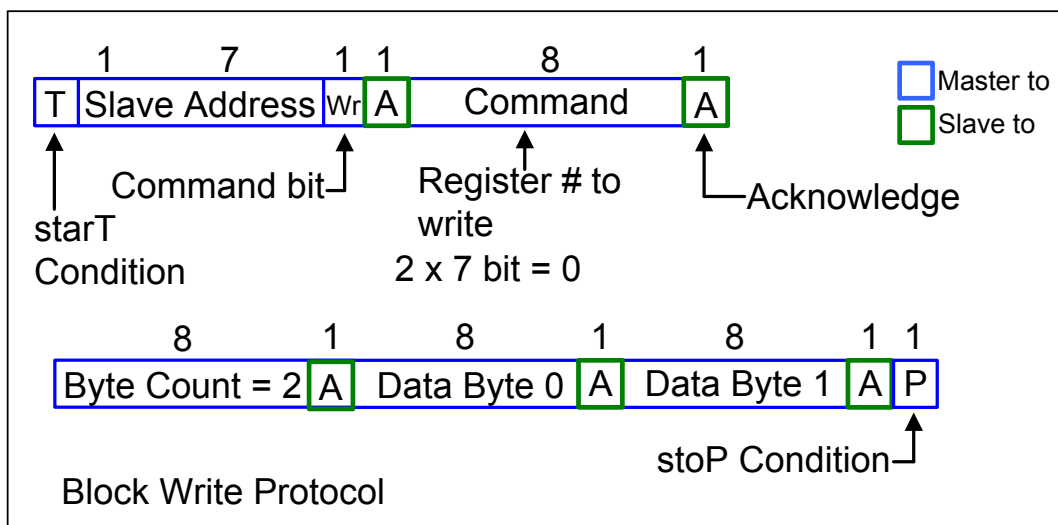 1 7 1 1 8 1
T Slave Address Wr A Command A
Master to
Slave to
Command bit
Register # to
write
2 x 7 bit = 0
Acknowledge
starT
Condition
8 1 8 1 8 1 1
Byte Count = 2 A Data Byte 0 A Data Byte 1 A P
stoP Condition
Block Write Protocol